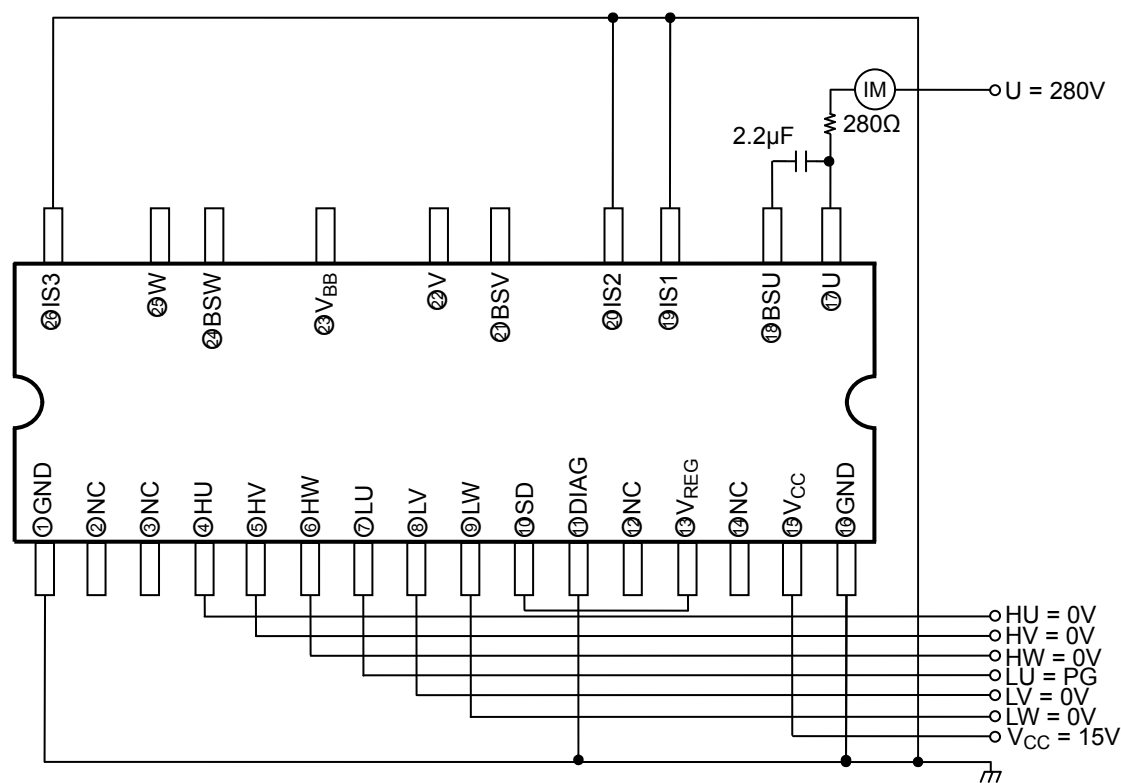 IM
U = 280V
280Ω
2.2μF
㉖IS3
㉕W
㉔BSW
㉓VBB
㉒V
㉑BSV
⑳IS2
⑲IS1
⑱BSU
⑰U
①GND
②NC
③NC
④HU
⑤HV
⑥HW
⑦LU
⑧LV
⑨LW
⑩SD
⑪DIAG
⑫NC
⑬VREG
⑭NC
⑮VCC
⑯GND
HU = 0V
HV = 0V
HW = 0V
LU = PG
LV = 0V
LW = 0V
VCC = 15V